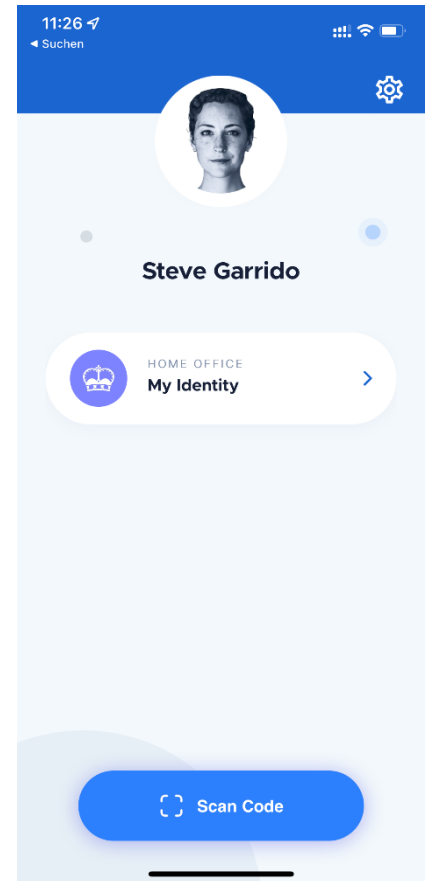 11:26
◀ Suchen
Steve Garrido
HOME OFFICE
My Identity
Scan Code